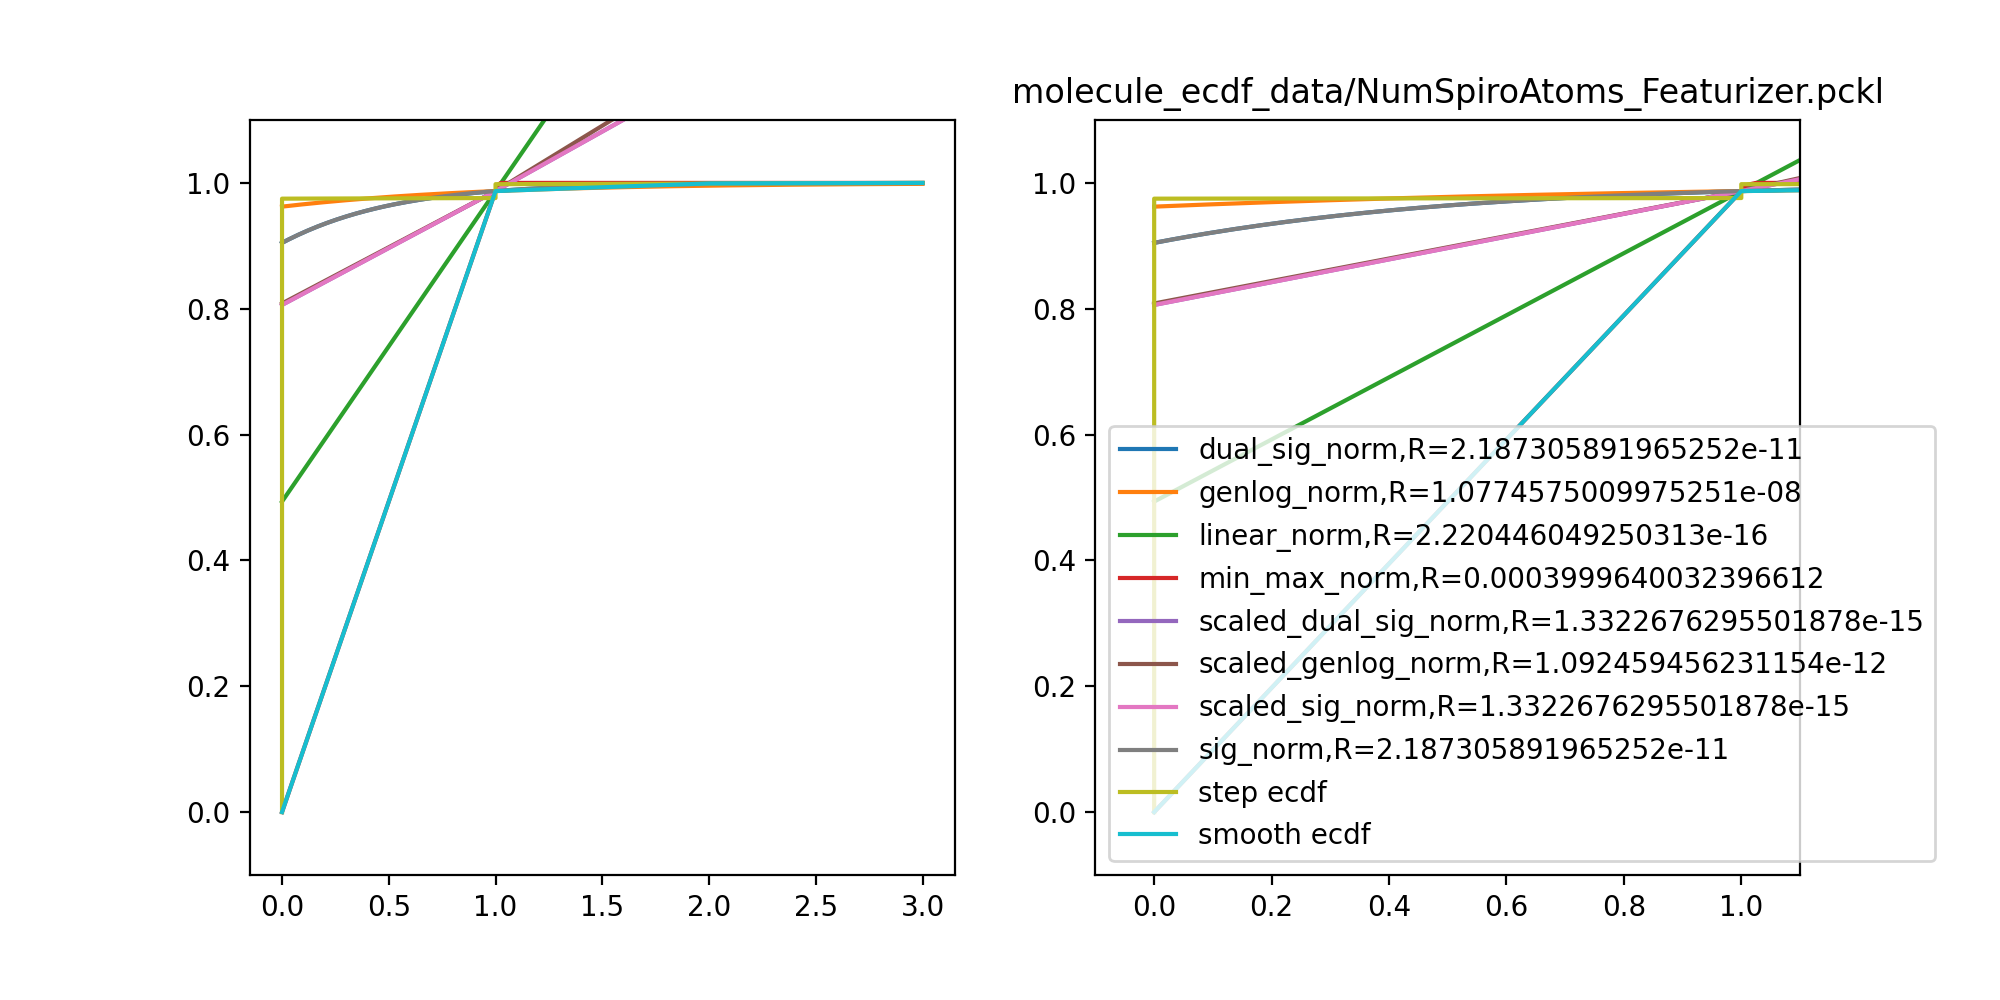 molecule_ecdf_data/NumSpiroAtoms_Featurizer.pckl
1.0
0.8
0.6
0.4
0.2
0.0
0.0 0.5 1.0 1.5 2.0 2.5 3.0
1.0
0.8
0.6
0.4
0.2
0.0
dual_sig_norm,R=2.187305891965252e-11
genlog_norm,R=1.0774575009975251e-08
linear_norm,R=2.220446049250313e-16
min_max_norm,R=0.0003999640032396612
scaled_dual_sig_norm,R=1.3322676295501878e-15
scaled_genlog_norm,R=1.092459456231154e-12
scaled_sig_norm,R=1.3322676295501878e-15
sig_norm,R=2.187305891965252e-11
step ecdf
smooth ecdf
0.0 0.2 0.4 0.6 0.8 1.0